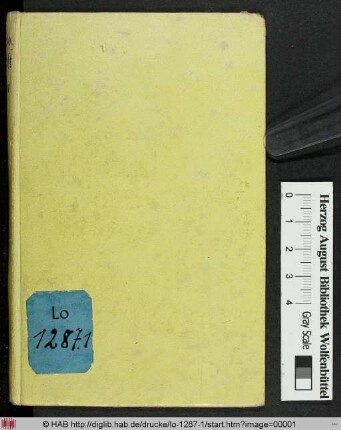 Lo
1287.1
0
1
2
3
4
Gray Scale
Herzog August Bibliothek Wolfenbüttel
© HAB http://diglib.hab.de/drucke/lo-1287-1/start.htm?image=00001